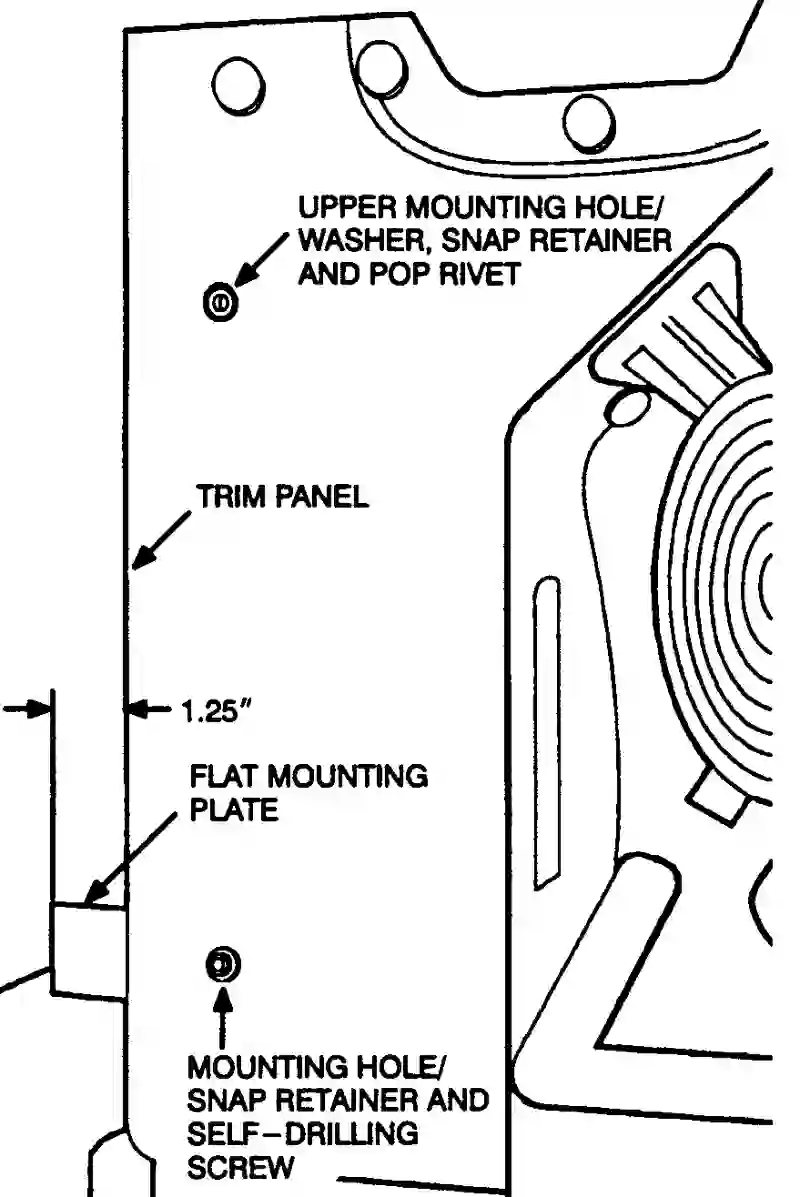 UPPER MOUNTING HOLE/
WASHER, SNAP RETAINER
AND POP RIVET
TRIM PANEL
1.25"
FLAT MOUNTING
PLATE
MOUNTING HOLE/
SNAP RETAINER AND
SELF-DRILLING
SCREW